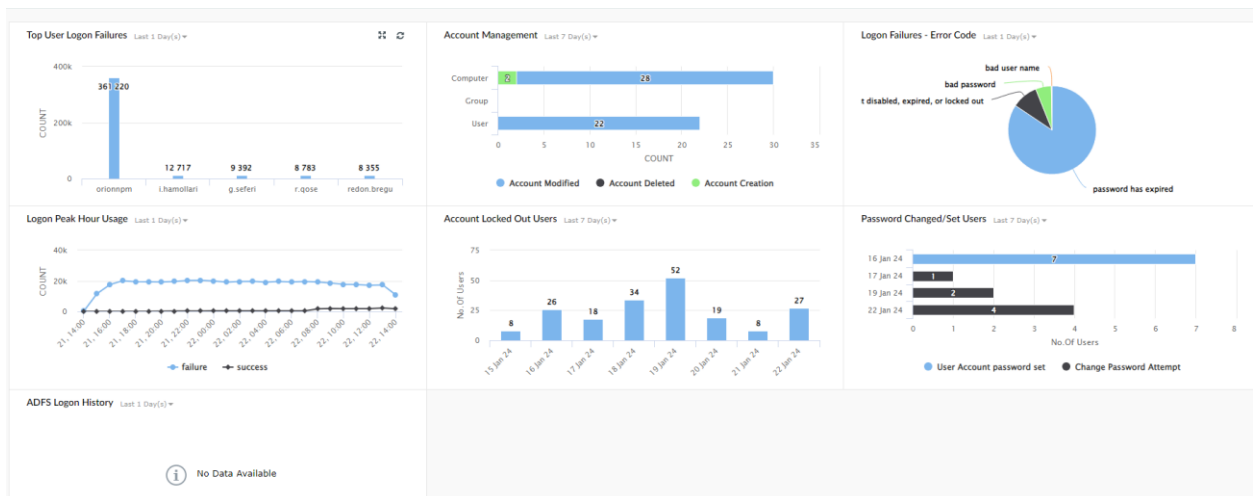 Top User Logon Failures Last 1 Day(s)
400k
361 220
200k
12 717
9 392
8 783
8 355
0
COUNT
orionnpm
i.hamollari
g.seferi
r.qose
redon.bregu
Account Management Last 7 Day(s)
Computer
2
28
Group
User
22
0
5
10
15
20
25
30
35
COUNT
Account Modified
Account Deleted
Account Creation
Logon Failures - Error Code Last 1 Day(s)
bad user name
bad password
t disabled, expired, or locked out
password has expired
Logon Peak Hour Usage Last 1 Day(s)
40k
20k
0
COUNT
21, 14:00
21, 16:00
21, 18:00
21, 20:00
21, 22:00
22, 00:00
22, 02:00
22, 04:00
22, 06:00
22, 08:00
22, 10:00
22, 12:00
22, 14:00
failure
success
Account Locked Out Users Last 7 Day(s)
75
50
25
0
No.Of Users
8
26
18
34
52
19
8
27
15 Jan 24
16 Jan 24
17 Jan 24
18 Jan 24
19 Jan 24
20 Jan 24
21 Jan 24
22 Jan 24
Password Changed/Set Users Last 7 Day(s)
16 Jan 24
7
17 Jan 24
1
19 Jan 24
2
22 Jan 24
4
0
1
2
3
4
5
6
7
8
No.Of Users
User Account password set
Change Password Attempt
ADFS Logon History Last 1 Day(s)
No Data Available